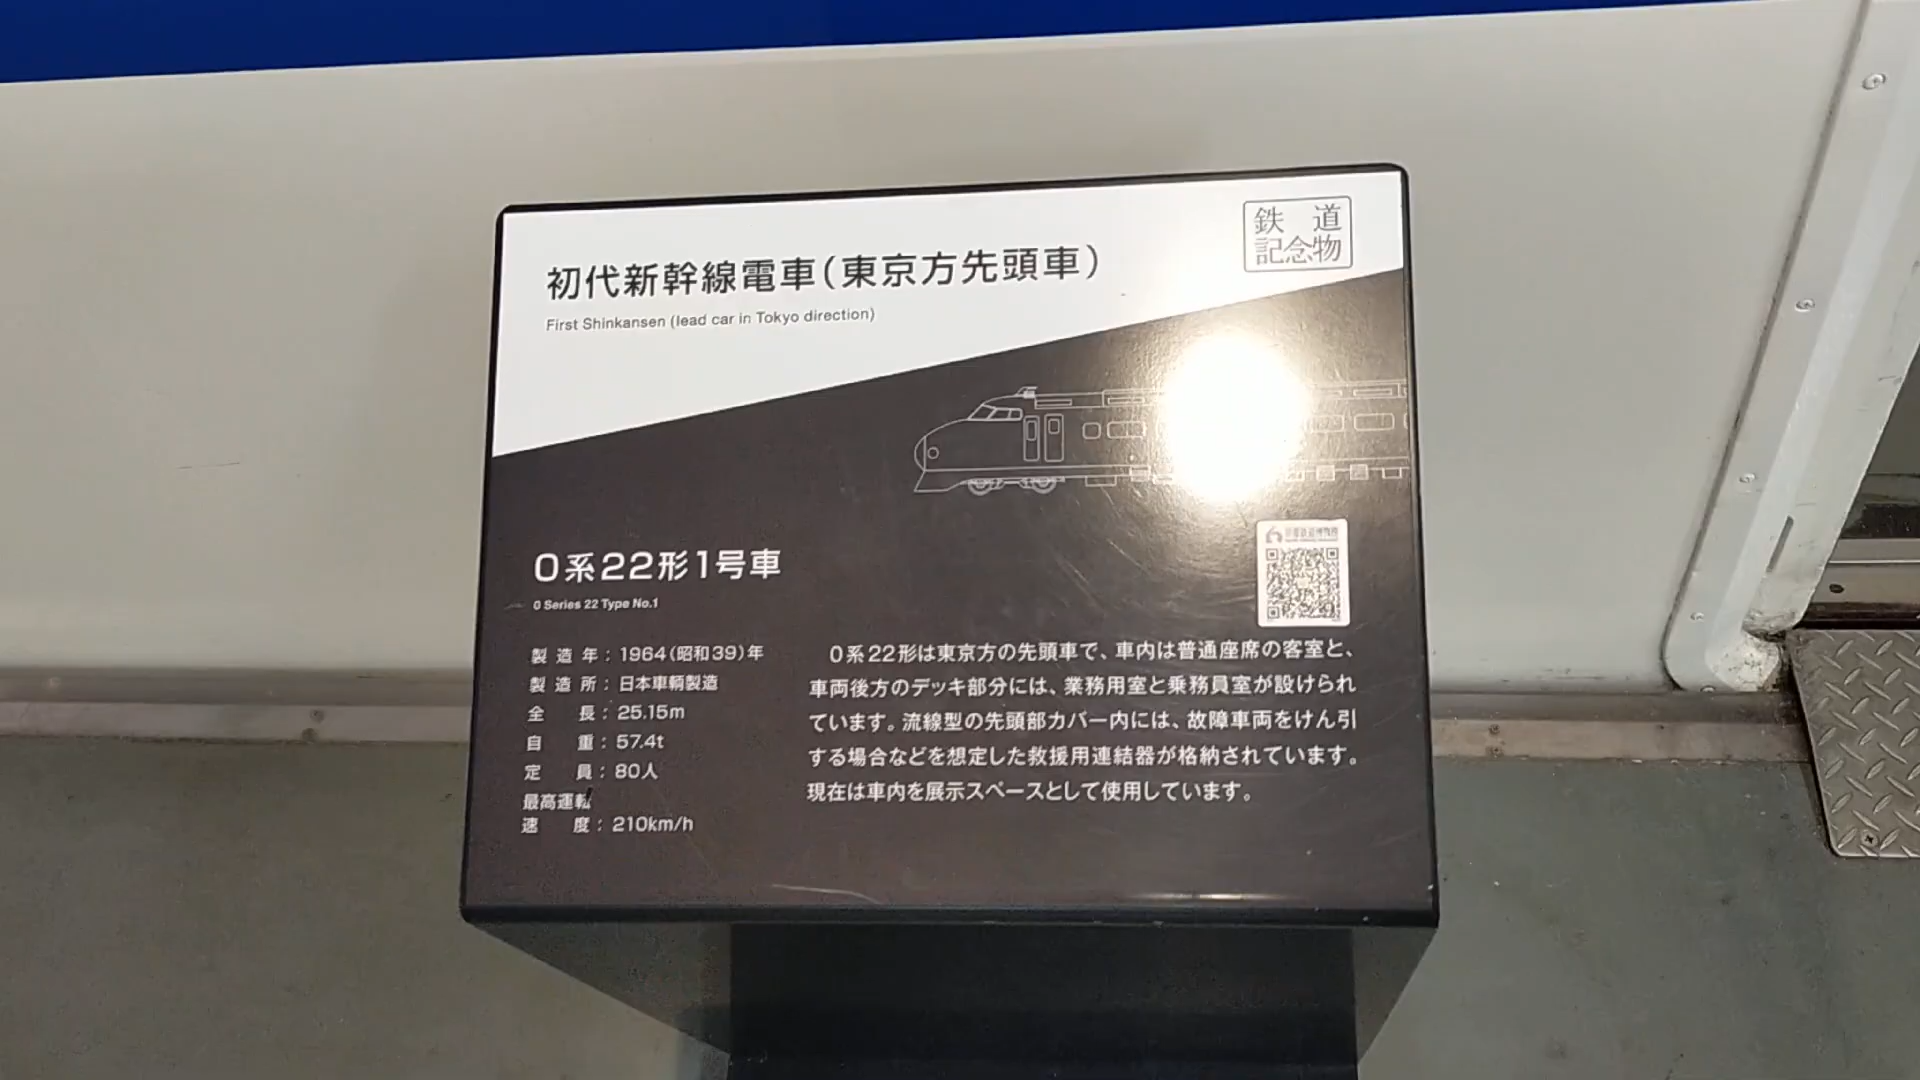 初代新幹線電車（東京方先頭車）
First Shinkansen (lead car in Tokyo direction)
鉄 道
記念物
0系22形1号車
0 Series 22 Type No.1
製 造 年 : 1964（昭和39）年
製 造 所 : 日本車輌製造
全 長 : 25.15m
自 重 : 57.4t
定 員 : 80人
最高運転
速 度 : 210km/h
0系22形は東京方の先頭車で、車内は普通座席の客室と、
車両後方のデッキ部分には、業務用室と乗務員室が設けられ
ています。流線型の先頭部カバー内には、故障車両をけん引
する場合などを想定した救援用連結器が格納されています。
現在は車内を展示スペースとして使用しています。